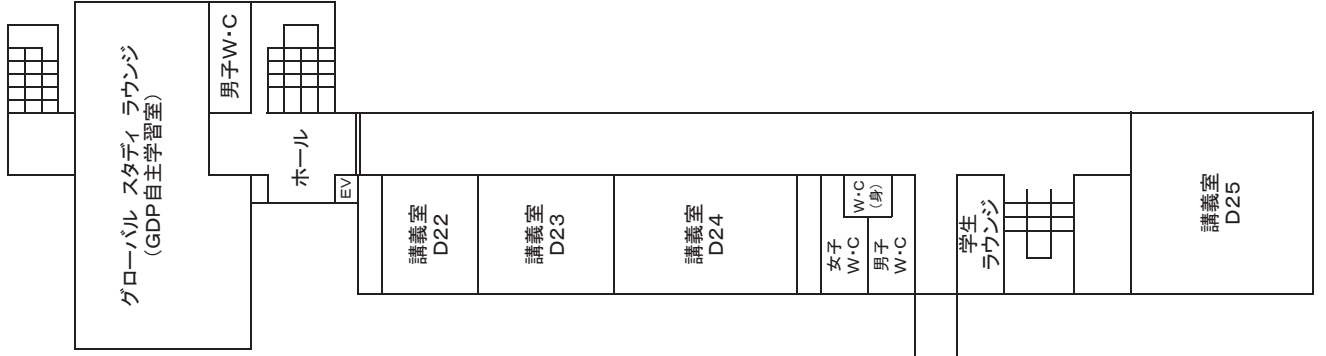 グローバル スタディ ラウンジ
(GDP自主学習室)
男子W・C
ホール
EV
講義室
D22
講義室
D23
講義室
D24
女子
W・C
W・C
(身)
男子
W・C
学生
ラウンジ
講義室
D25